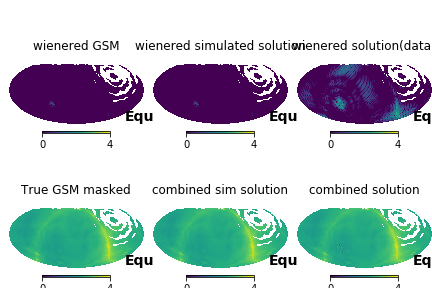 wienered GSM wienered simulated solution wienered solution(data
Equ Equ Eq
0 4 0 4 0 4
True GSM masked combined sim solution combined solution
Equ Equ Eq
0 4 0 4 0 4